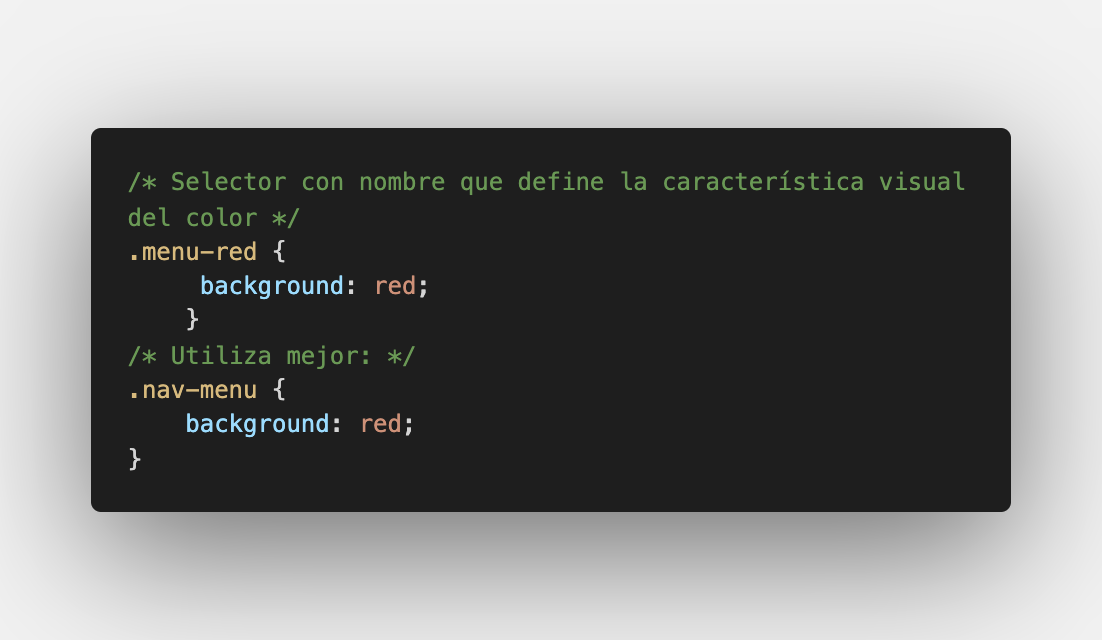 /* Selector con nombre que define la característica visual
del color */
.menu-red {
     background: red;
    }
/* Utiliza mejor: */
.nav-menu {
    background: red;
}